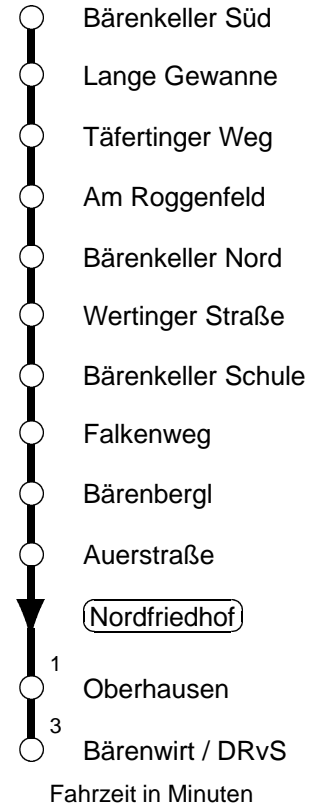 Bärenkeller Süd
Lange Gewanne
Täfertinger Weg
Am Roggenfeld
Bärenkeller Nord
Wertinger Straße
Bärenkeller Schule
Falkenweg
Bärenbergl
Auerstraße
Nordfriedhof
1
Oberhausen
3
Bärenwirt / DRvS
Fahrzeit in Minuten